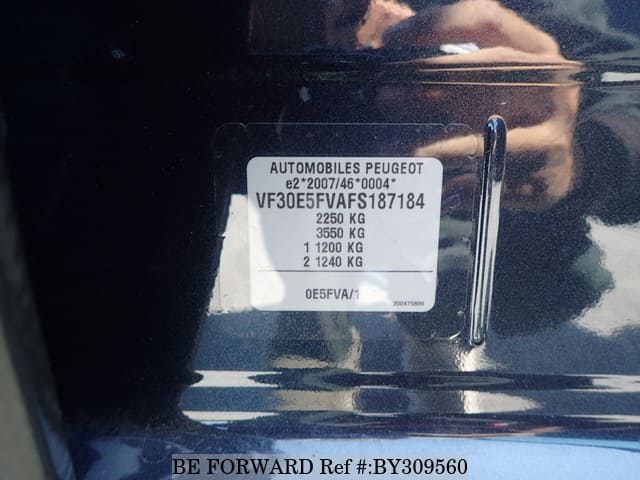 AUTOMOBILES PEUGEOT
e2*2007/46*0004*
VF30E5FVAFS187184
2250 KG
3550 KG
1 1200 KG
2 1240 KG
0E5FVA/1
200475899
BE FORWARD Ref #:BY309560